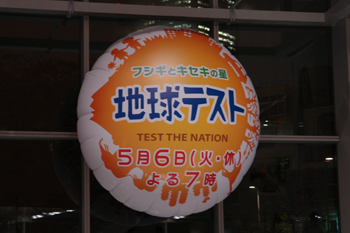 フシギとキセキの星
地球テスト
TEST THE NATION
5月6日(火・休)
よる7時